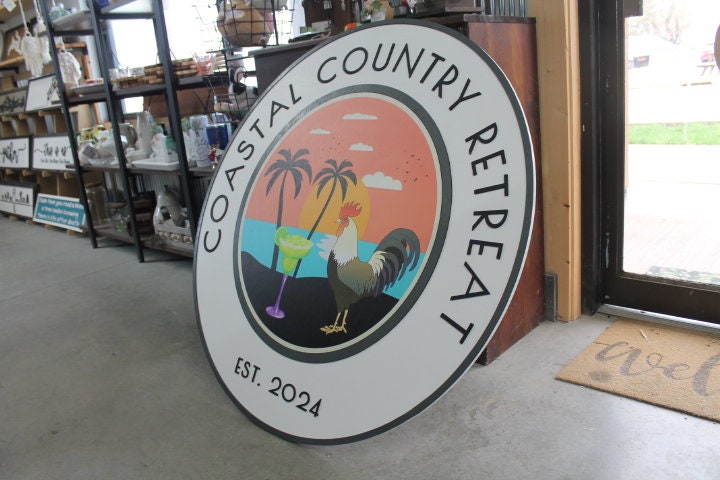 COASTAL COUNTRY RETREAT
EST. 2024